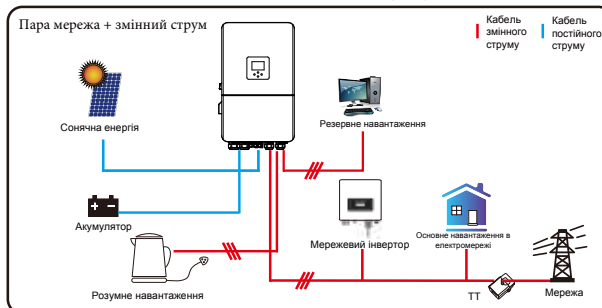 Пара мережа + змінний струм
Кабель змінного струму
Кабель постійного струму
Сонячна енергія
Резервне навантаження
Акумулятор
Мережевий інвертор
Основне навантаження в
електромережі
Розумне навантаження
ТТ
Мережа